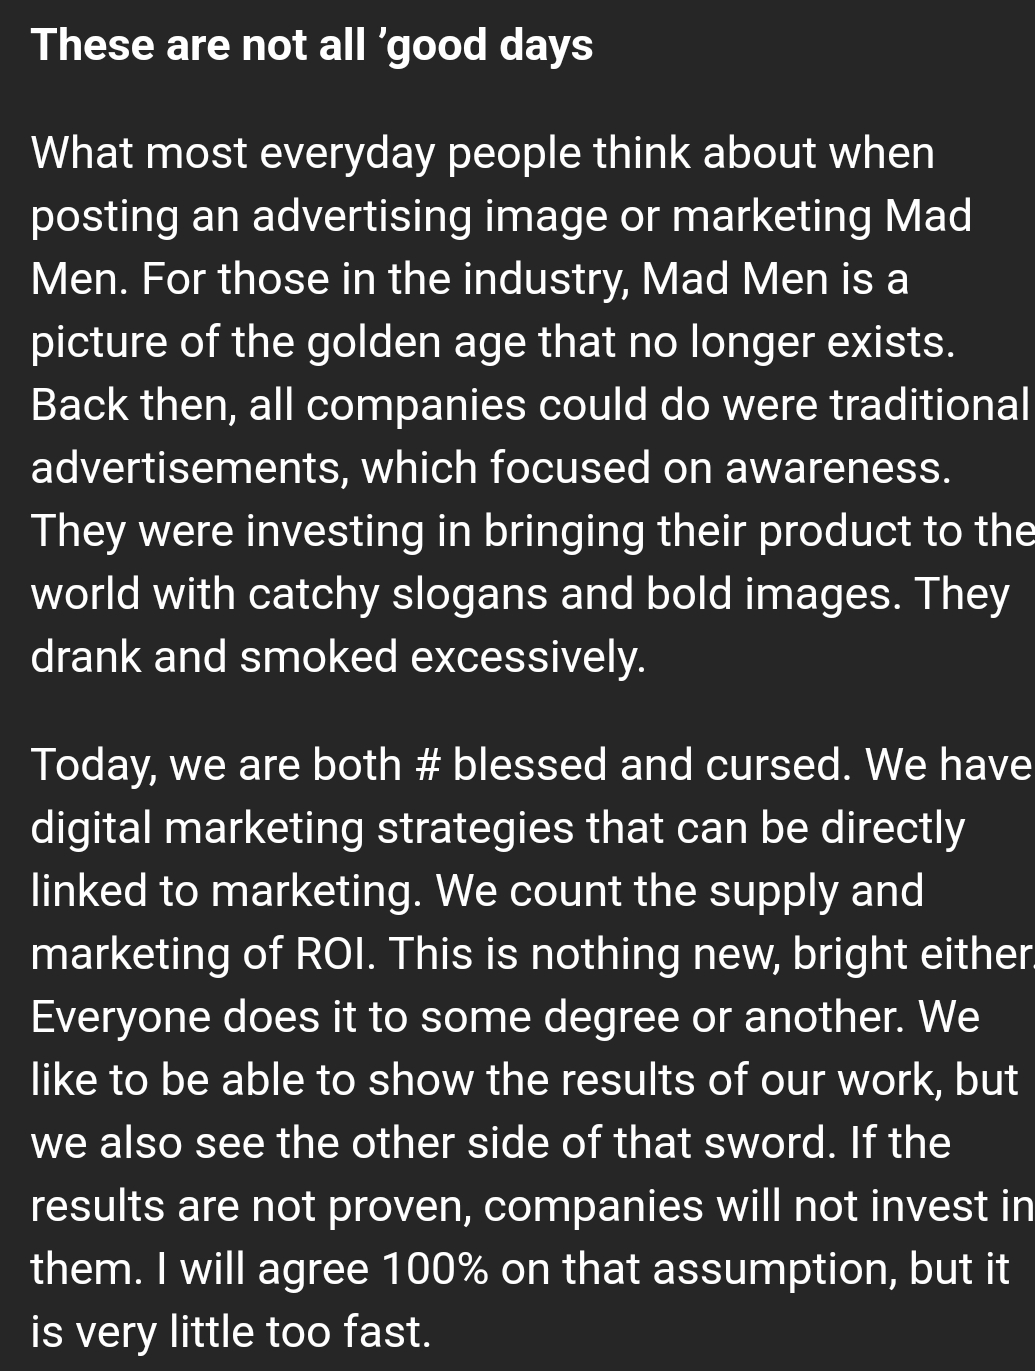 These are not all ’good days
What most everyday people think about when
posting an advertising image or marketing Mad
Men. For those in the industry, Mad Men is a
picture of the golden age that no longer exists.
Back then, all companies could do were traditional
advertisements, which focused on awareness.
They were investing in bringing their product to the
world with catchy slogans and bold images. They
drank and smoked excessively.
Today, we are both # blessed and cursed. We have
digital marketing strategies that can be directly
linked to marketing. We count the supply and
marketing of ROI. This is nothing new, bright either.
Everyone does it to some degree or another. We
like to be able to show the results of our work, but
we also see the other side of that sword. If the
results are not proven, companies will not invest in
them. I will agree 100% on that assumption, but it
is very little too fast.